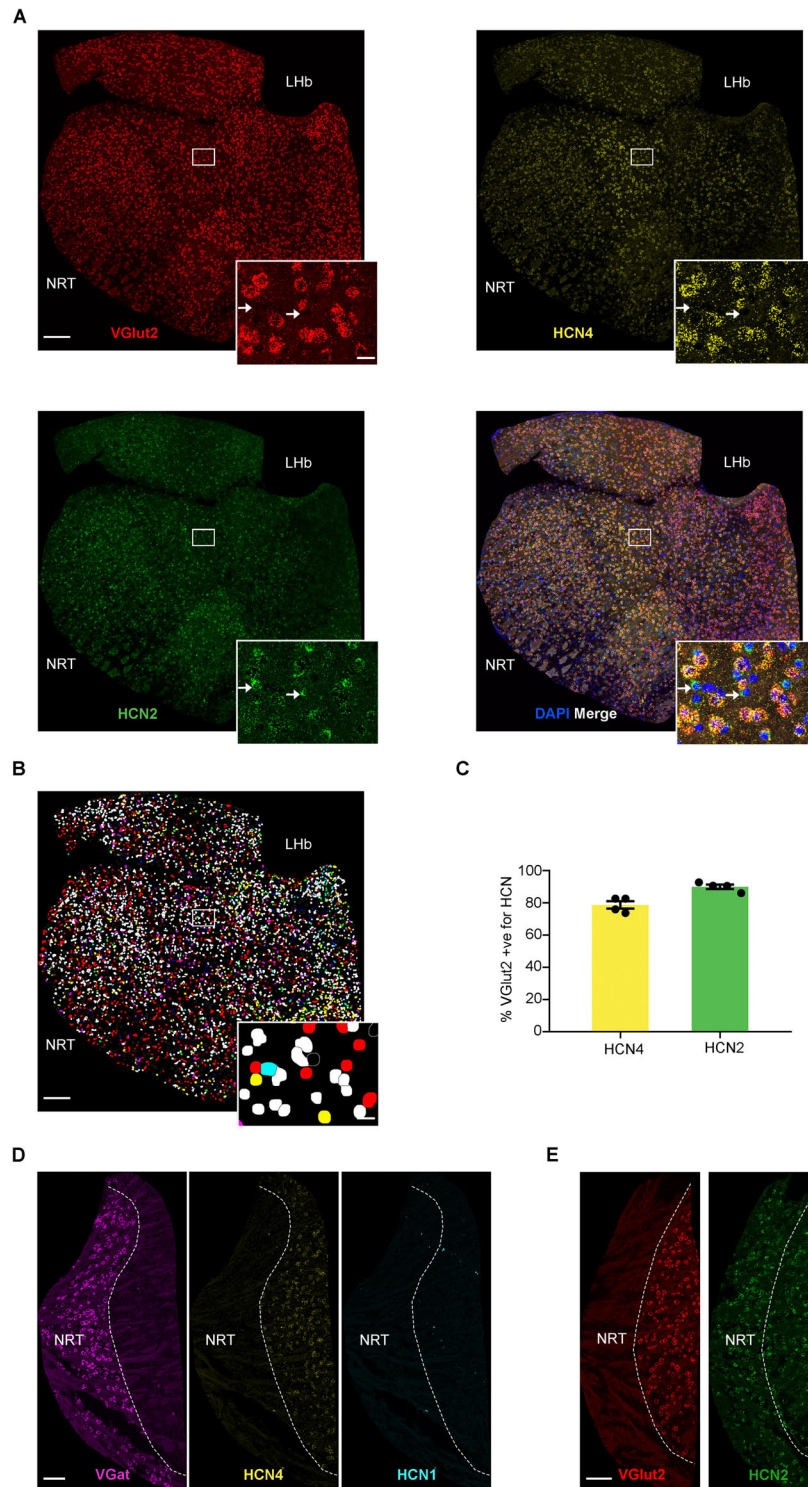 A
LHb
NRT
VGlut2
LHb
NRT
HCN4
LHb
NRT
HCN2
LHb
NRT
DAPI Merge
B
LHb
NRT
C
% VGlut2 +ve for HCN
100
80
60
40
20
0
HCN4
HCN2
D
NRT
VGat
NRT
HCN4
NRT
HCN1
E
NRT
VGlut2
NRT
HCN2